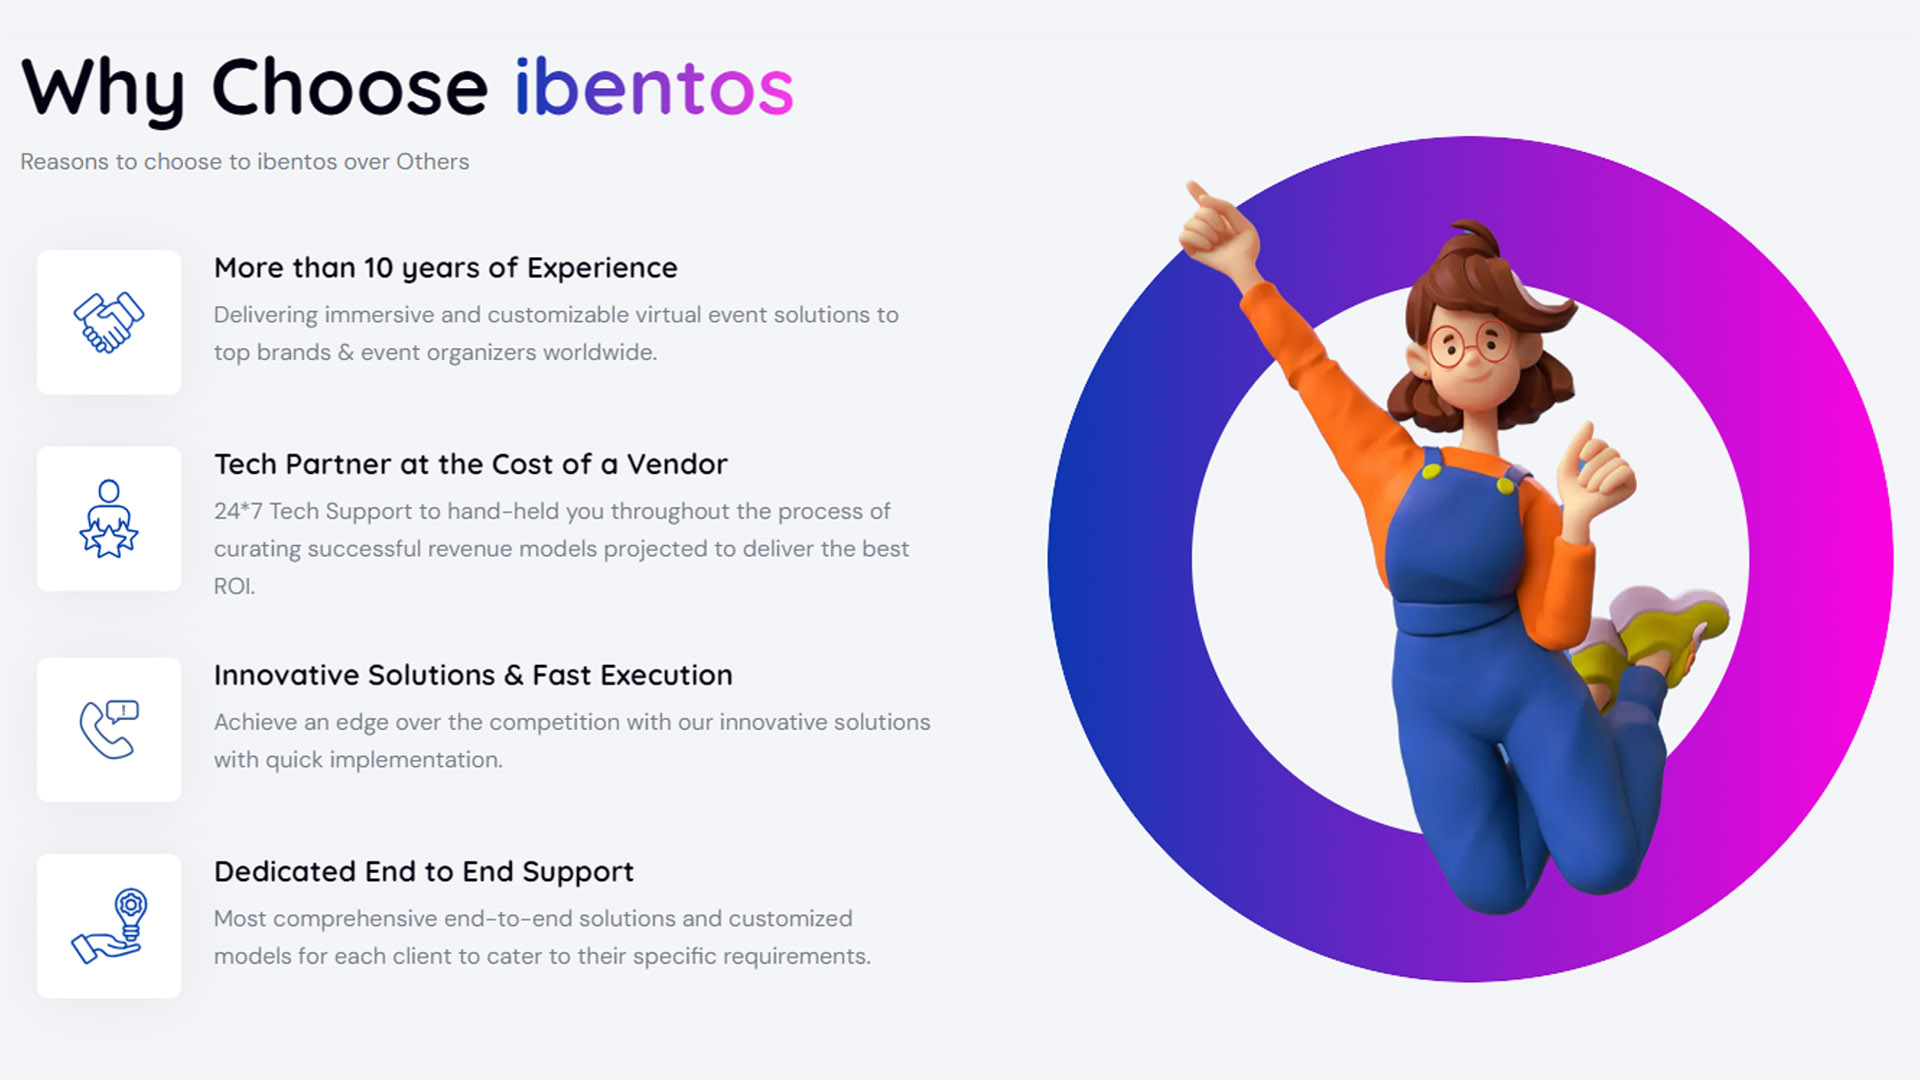 Why Choose ibentos
Reasons to choose to ibentos over Others
More than 10 years of Experience
Delivering immersive and customizable virtual event solutions to
top brands & event organizers worldwide.
Tech Partner at the Cost of a Vendor
24*7 Tech Support to hand-held you throughout the process of
curating successful revenue models projected to deliver the best
ROI.
Innovative Solutions & Fast Execution
Achieve an edge over the competition with our innovative solutions
with quick implementation.
Dedicated End to End Support
Most comprehensive end-to-end solutions and customized
models for each client to cater to their specific requirements.